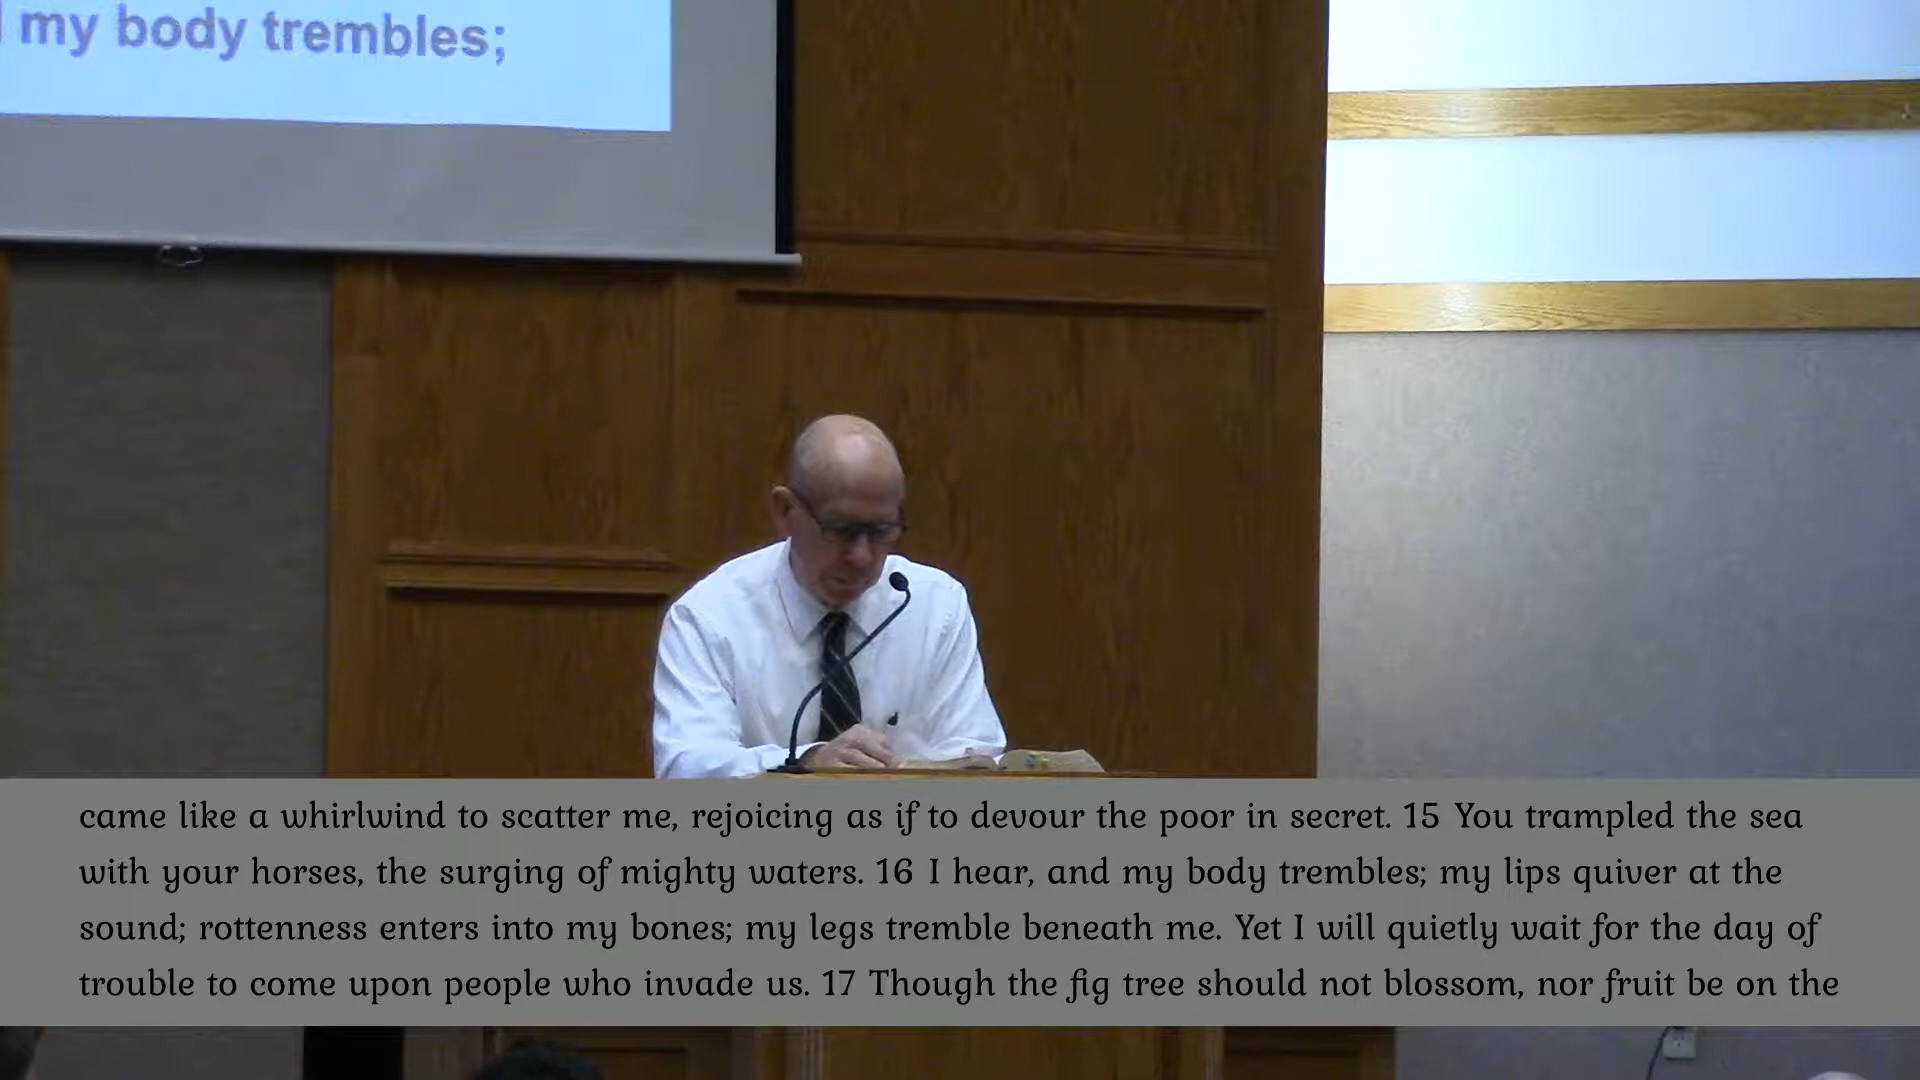 my body trembles;
came like a whirlwind to scatter me, rejoicing as if to devour the poor in secret. 15 You trampled the sea
with your horses, the surging of mighty waters. 16 I hear, and my body trembles; my lips quiver at the
sound; rottenness enters into my bones; my legs tremble beneath me. Yet I will quietly wait for the day of
trouble to come upon people who invade us. 17 Though the fig tree should not blossom, nor fruit be on the